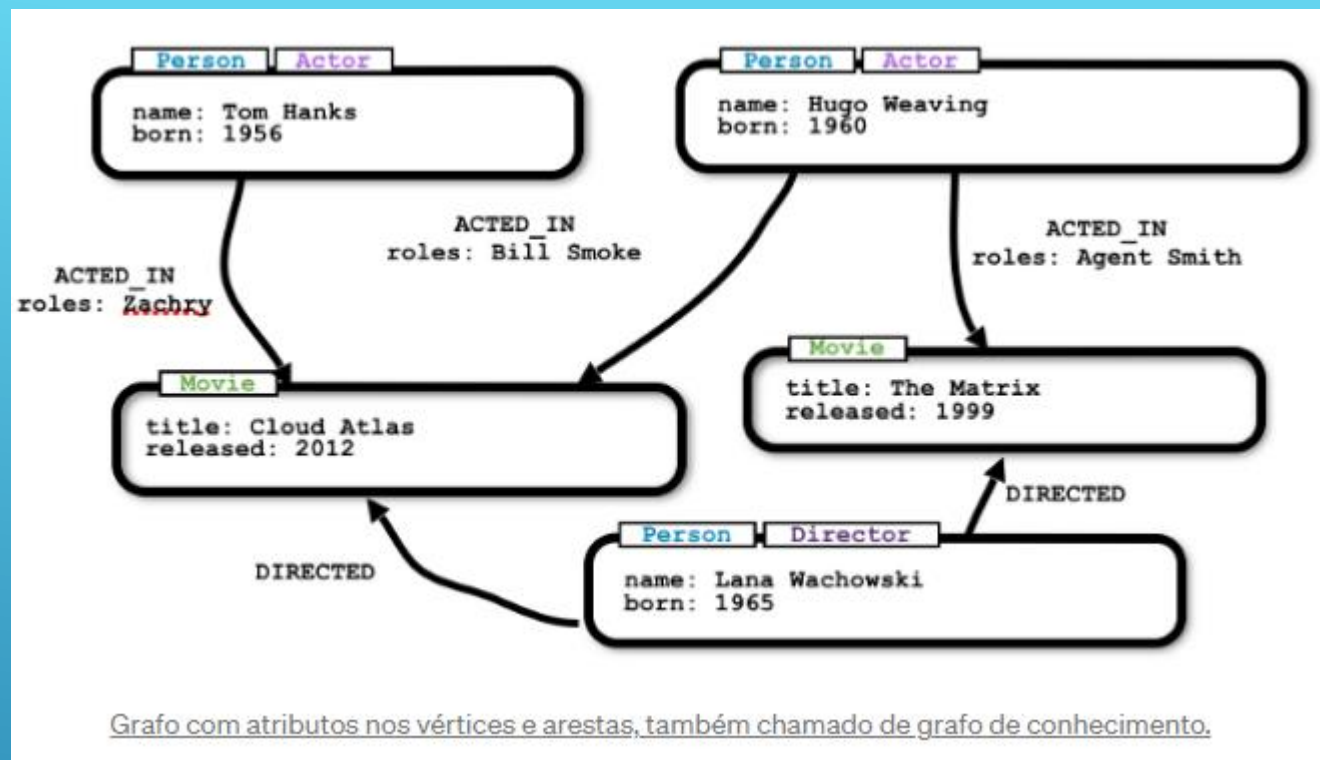 Person Actor
name: Tom Hanks
born: 1956
Person Actor
name: Hugo Weaving
born: 1960
ACTED_IN
roles: Zachry
ACTED_IN
roles: Bill Smoke
ACTED_IN
roles: Agent Smith
Movie
title: Cloud Atlas
released: 2012
Movie
title: The Matrix
released: 1999
DIRECTED
DIRECTED
Person Director
name: Lana Wachowski
born: 1965
Grafo com atributos nos vértices e arestas, também chamado de grafo de conhecimento.